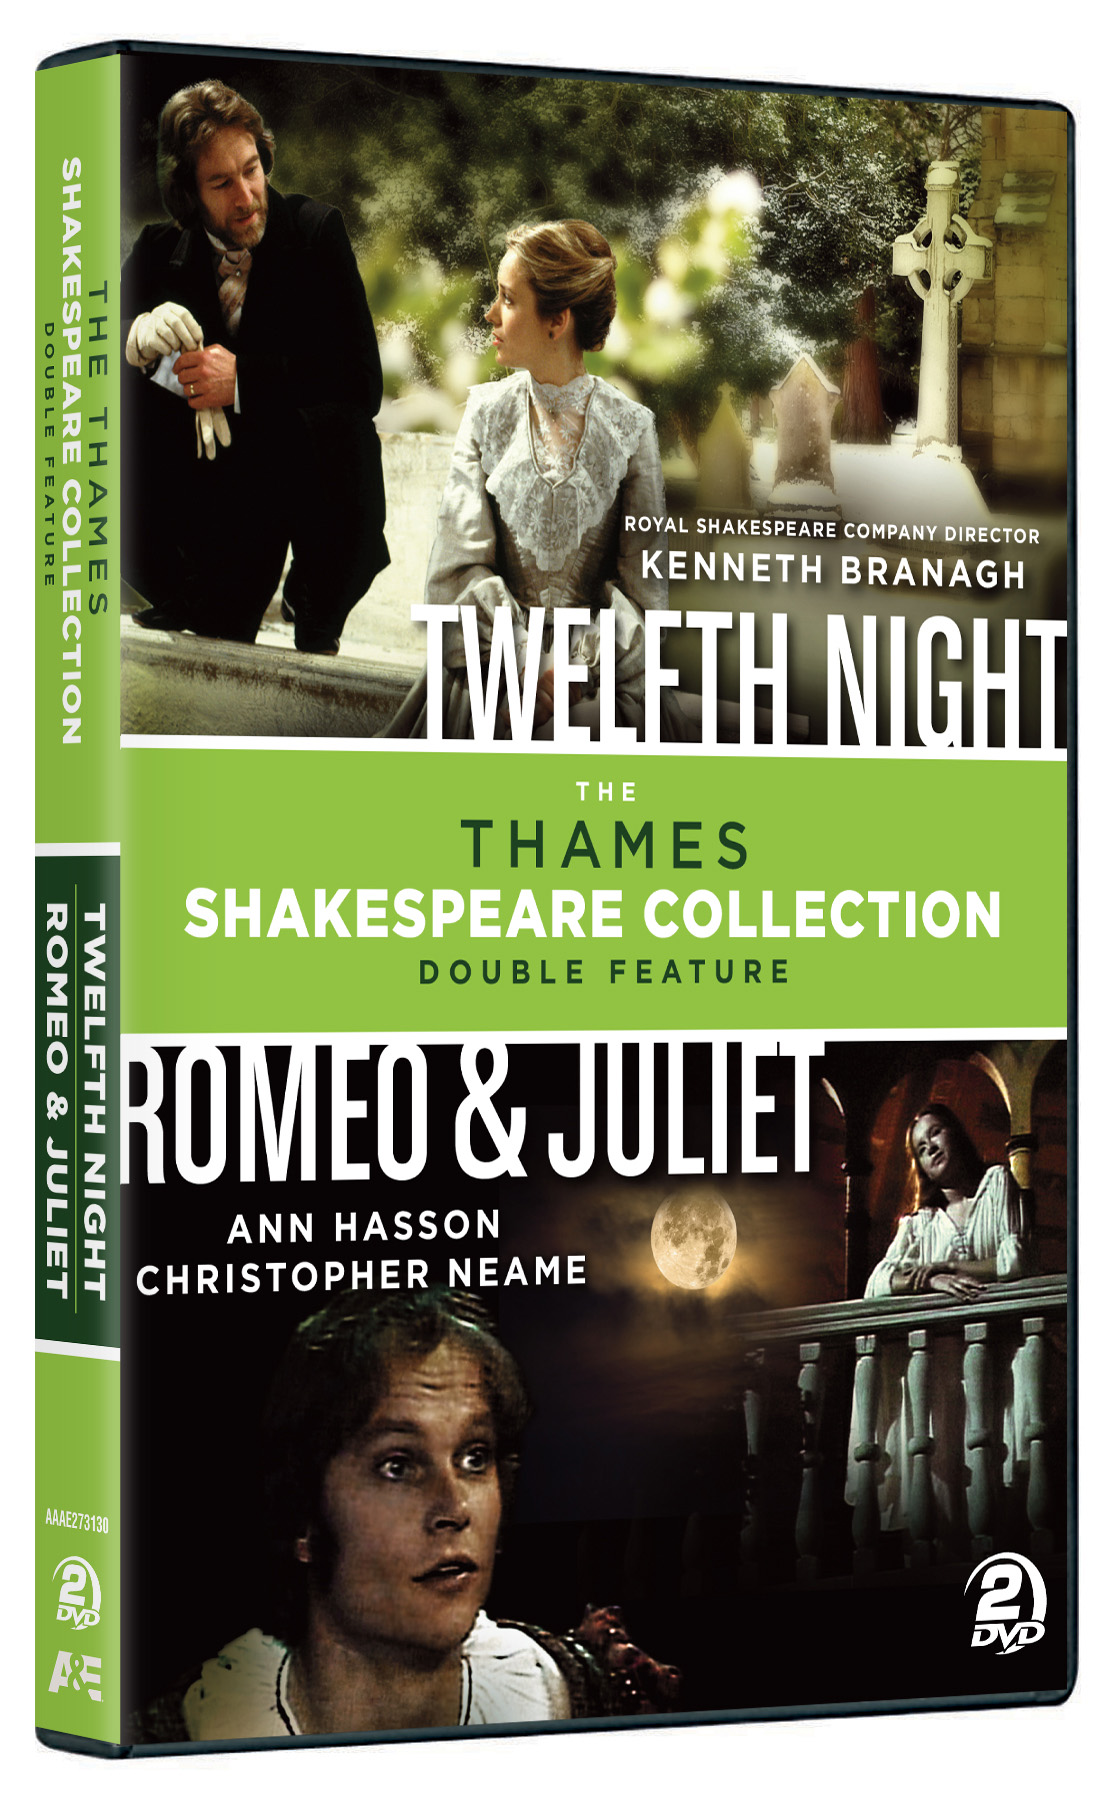 THE THAMES
SHAKESPEARE COLLECTION
DOUBLE FEATURE
TWELFTH NIGHT
ROMEO & JULIET
AAAE273130
2
DVD
A&E
ROYAL SHAKESPEARE COMPANY DIRECTOR
KENNETH BRANAGH
TWELFTH NIGHT
THE
THAMES
SHAKESPEARE COLLECTION
DOUBLE FEATURE
ROMEO & JULIET
ANN HASSON
CHRISTOPHER NEAME
2
DVD